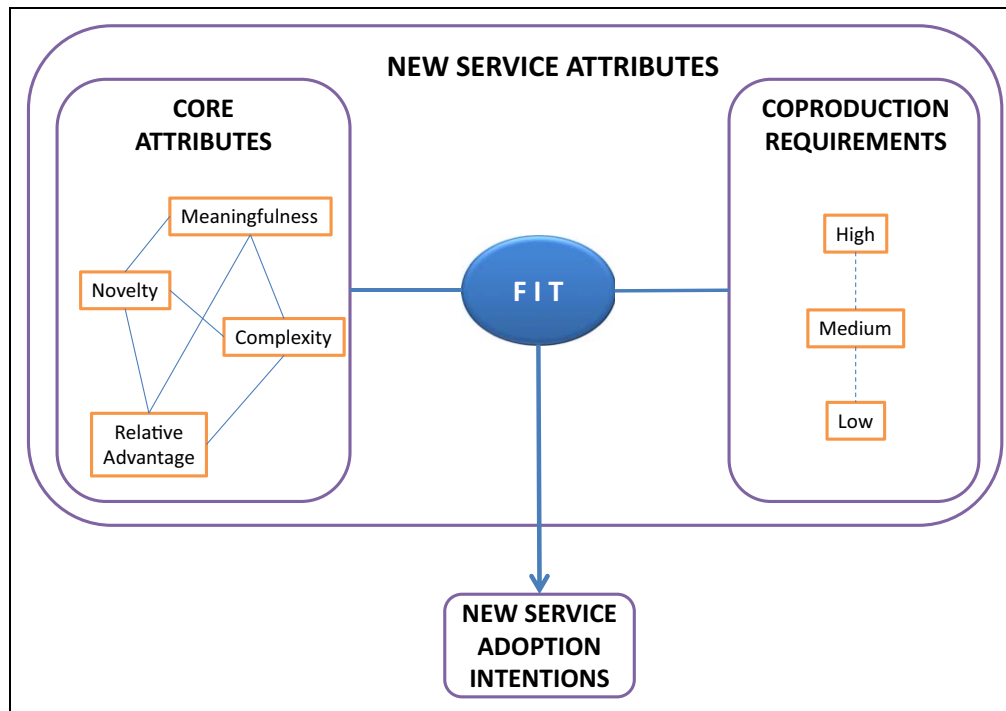 NEW SERVICE ATTRIBUTES
CORE
ATTRIBUTES
Meaningfulness
Novelty
Complexity
Relative
Advantage
F I T
COPRODUCTION
REQUIREMENTS
High
Medium
Low
NEW SERVICE
ADOPTION
INTENTIONS